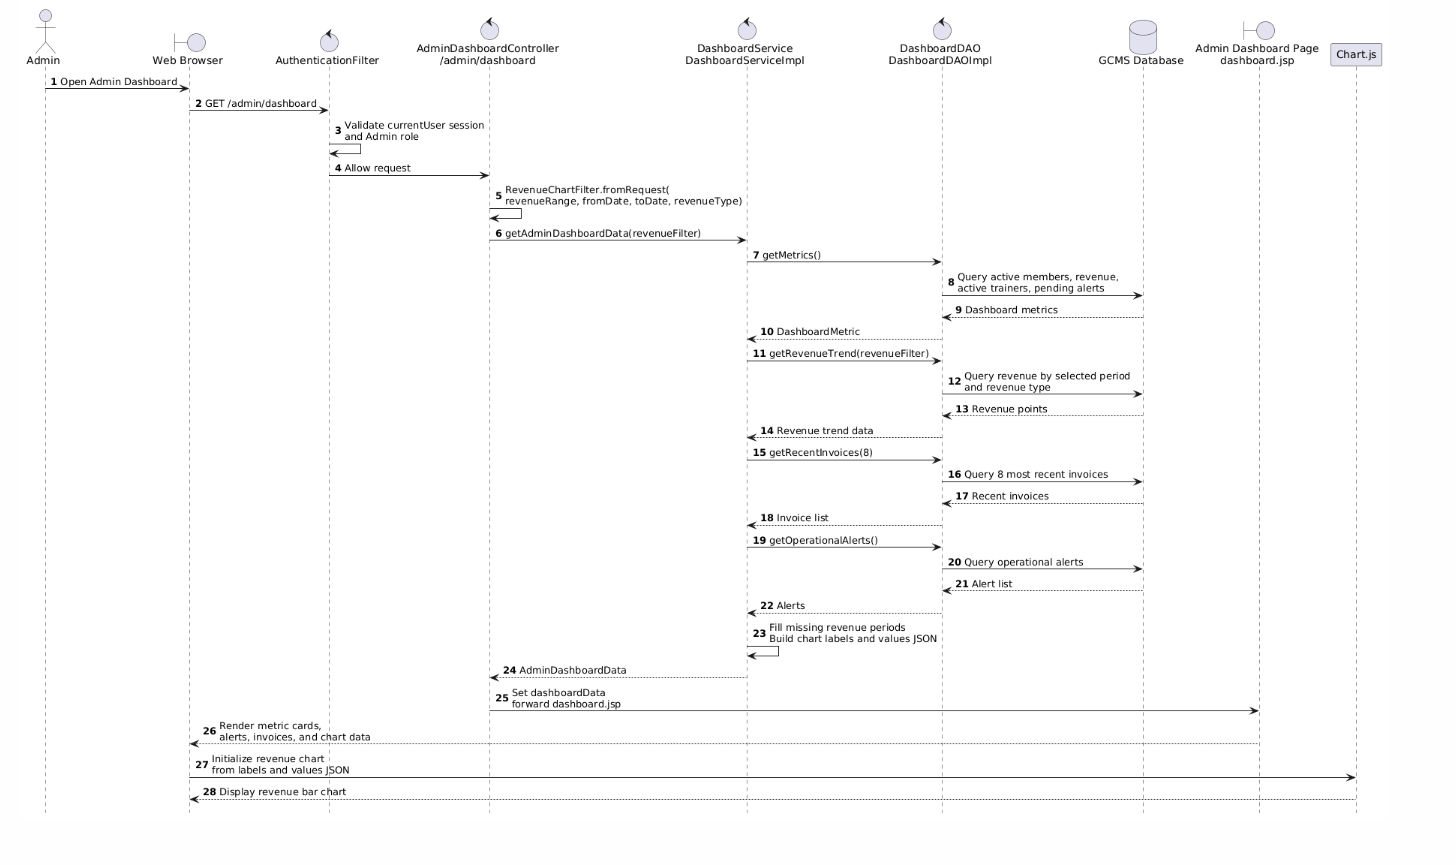 Admin
Web Browser
AuthenticationFilter
AdminDashboardController
/admin/dashboard
DashboardService
DashboardServiceImpl
DashboardDAO
DashboardDAOImpl
GCMS Database
Admin Dashboard Page
dashboard.jsp
Chart.js
1 Open Admin Dashboard
2 GET /admin/dashboard
3 Validate currentUser session
and Admin role
4 Allow request
5 RevenueChartFilter.fromRequest(
revenueRange, fromDate, toDate, revenueType)
6 getAdminDashboardData(revenueFilter)
7 getMetrics()
8 Query active members, revenue,
active trainers, pending alerts
9 Dashboard metrics
10 DashboardMetric
11 getRevenueTrend(revenueFilter)
12 Query revenue by selected period
and revenue type
13 Revenue points
14 Revenue trend data
15 getRecentInvoices(8)
16 Query 8 most recent invoices
17 Recent invoices
18 Invoice list
19 getOperationalAlerts()
20 Query operational alerts
21 Alert list
22 Alerts
23 Fill missing revenue periods
Build chart labels and values JSON
24 AdminDashboardData
25 Set dashboardData
forward dashboard.jsp
26 Render metric cards,
alerts, invoices, and chart data
27 Initialize revenue chart
from labels and values JSON
28 Display revenue bar chart